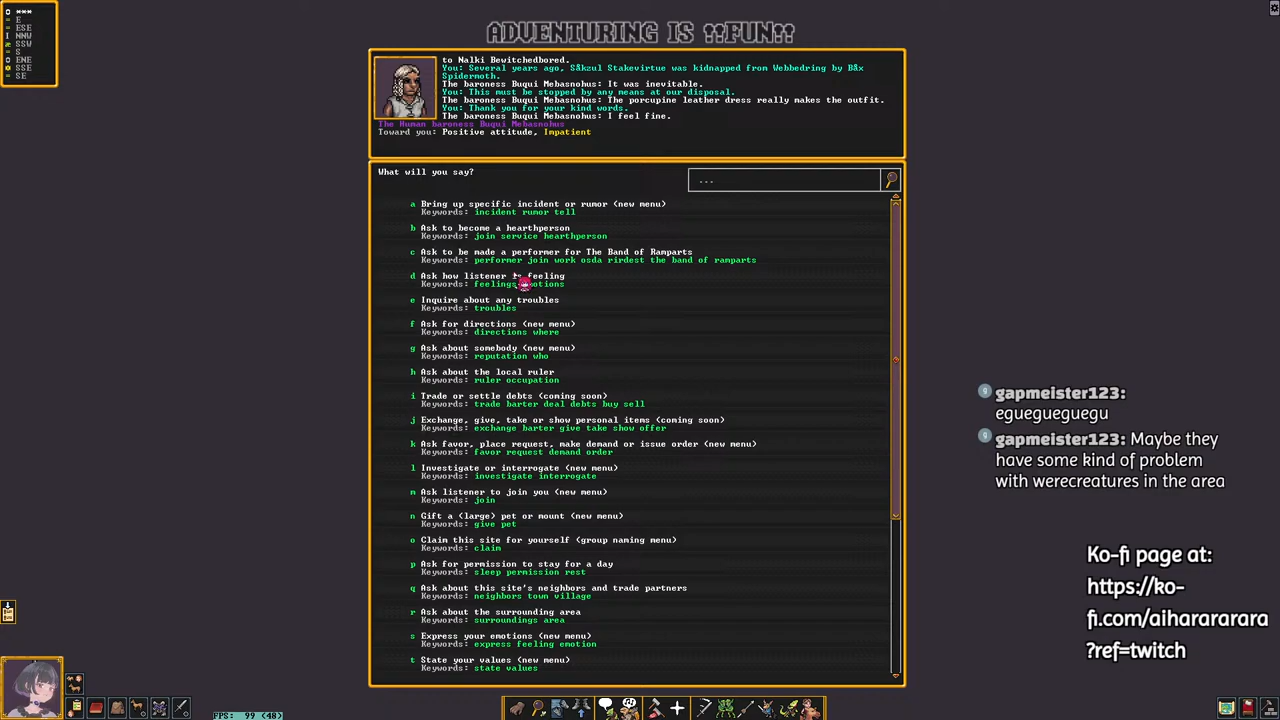 O ***
= E
= ESE
I NNW
æ SSW
= S
O ENE
SSE
= SE
ADVENTURING IS !!FUN!!
to Nalki Bewitchedbored.
You: Several years ago, Såkzul Stakevirtue was kidnapped from Webbedring by Båx
Spidermoth.
The baroness Buqui Mebasnohus: It was inevitable.
You: This must be stopped by any means at our disposal.
The baroness Buqui Mebasnohus: The porcupine leather dress really makes the outfit.
You: Thank you for your kind words.
The baroness Buqui Mebasnohus: I feel fine.
The Human baroness Buqui Mebasnohus
Toward you: Positive attitude, Impatient
What will you say?
...
a Bring up specific incident or rumor (new menu)
Keywords: incident rumor tell
b Ask to become a hearthperson
Keywords: join service hearthperson
c Ask to be made a performer for The Band of Ramparts
Keywords: performer join work osda rirdest the band of ramparts
d Ask how listener is feeling
Keywords: feelings emotions
e Inquire about any troubles
Keywords: troubles
f Ask for directions (new menu)
Keywords: directions where
g Ask about somebody (new menu)
Keywords: reputation who
h Ask about the local ruler
Keywords: ruler occupation
i Trade or settle debts (coming soon)
Keywords: trade barter deal debts buy sell
j Exchange, give, take or show personal items (coming soon)
Keywords: exchange barter give take show offer
k Ask favor, place request, make demand or issue order (new menu)
Keywords: favor request demand order
l Investigate or interrogate (new menu)
Keywords: investigate interrogate
m Ask listener to join you (new menu)
Keywords: join
n Gift a (large) pet or mount (new menu)
Keywords: give pet
o Claim this site for yourself (group naming menu)
Keywords: claim
p Ask for permission to stay for a day
Keywords: sleep permission rest
q Ask about this site's neighbors and trade partners
Keywords: neighbors town village
r Ask about the surrounding area
Keywords: surroundings area
s Express your emotions (new menu)
Keywords: express feeling emotion
t State your values (new menu)
Keywords: state values
gapmeister123:
eguegueguegu
gapmeister123: Maybe they
have some kind of problem
with werecreatures in the area
Ko-fi page at:
https://ko-
fi.com/aihararara
?ref=twitch
FPS: 99 (48)